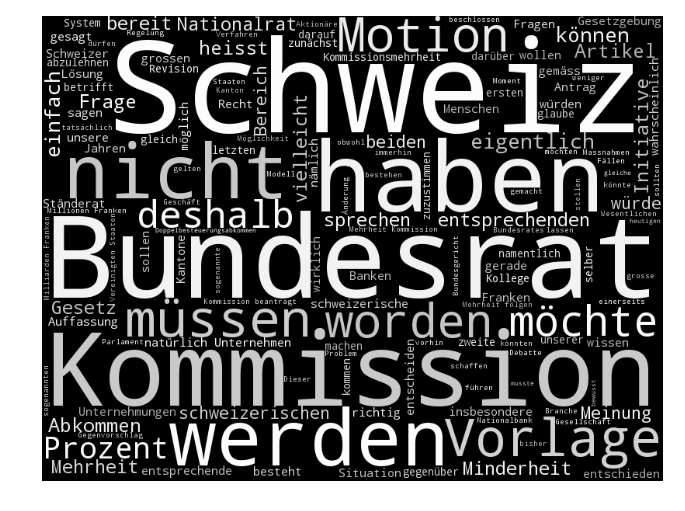 System
bereit
Nationalrat
Aktionäre
Motion
beschlossen
Fragen
Gesetzgebung
gesagt
Regelung
darauf
können
Schweizer
dürfen
Verfahren
heisst
zunächst
Kommissionsmehrheit
darüber
wollen
Artikel
abzulehnen
grossen
Schweiz
gemäss
weniger
Lösung
Revision
Staaten
Moment
Antrag
betrifft
Kanton
ersten
würden
Frage
Recht
Menschen
glaube
einfach
sagen
möglich
Bereich
wahrscheinlich
tatsächlich
gleich
Möglichkeit
obwohl
beiden
eigentlich
Initiative
unsere
letzten
vielleicht
nämlich
immerhin
möchten
Massnahmen
Jahren
nicht
haben
Fällen
gelten
Modell
bestehen
gleiche
sollten
zuzustimmen
gemacht
stellen
könnte
würde
Ständerat
Geschäft
Änderung
Wesentlichen
Millionen Franken
deshalb
sprechen
entsprechenden
heutigen
Doppelbesteuerungsabkommen
Mehrheit Kommission
Bundesrates
lassen
Milliarden Franken
Vereinigten Staaten
Bundesrat
sollen
Kantone
sogenannte
wirklich
Banken
Bundesgericht
namentlich
gerade
selber
Kollege
grosse
Franken
Gesetz
Kommission beantragt
schweizerische
Mehrheit folgen
einerseits
Auffassung
müssen
worden
möchte
Parlament
natürlich
Unternehmen
machen
vorhin
zweite
könnten
unserer
wissen
Kommission
Problem
Debatte
Dieser
kommen
entscheiden
schaffen
führen
musste
bewusst
sogenannten
Unternehmungen
schweizerischen
richtig
insbesondere
Branche
Meinung
Abkommen
werden
Nationalbank
Gesellschaft
Gegenvorschlag
Vorlage
bisher
Prozent
Mehrheit
entsprechende
besteht
Situation
gegenüber
Minderheit
entschieden